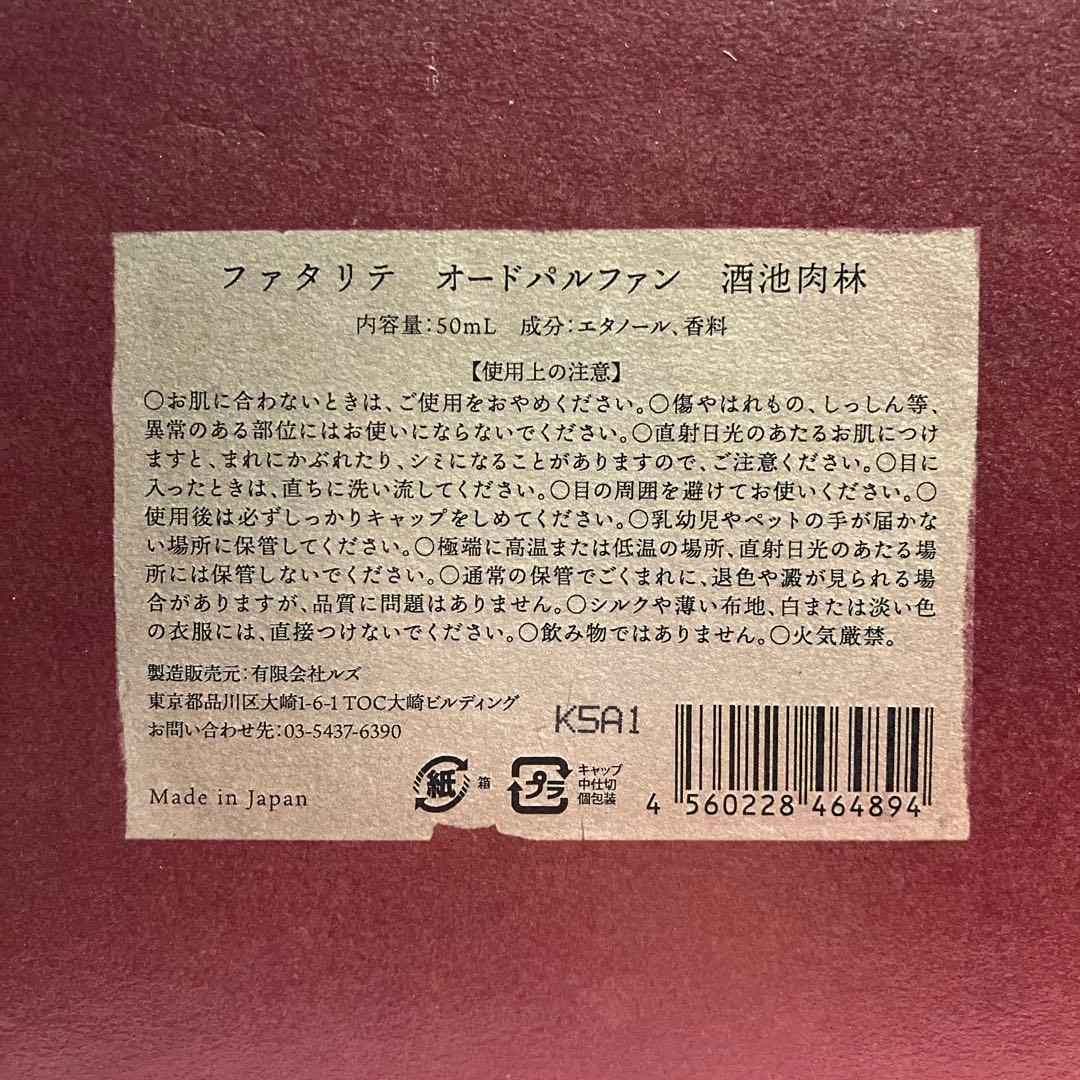 ファタリテ　オードパルファン　酒池肉林
内容量：50mL　成分：エタノール、香料
【使用上の注意】
○お肌に合わないときは、ご使用をおやめください。○傷やはれもの、しっしん等、
異常のある部位にはお使いにならないでください。○直射日光のあたるお肌につけ
ますと、まれにかぶれたり、シミになることがありますので、ご注意ください。○目に
入ったときは、直ちに洗い流してください。○目の周囲を避けてお使いください。○
使用後は必ずしっかりキャップをしめてください。○乳幼児やペットの手が届かな
い場所に保管してください。○極端に高温または低温の場所、直射日光のあたる場
所には保管しないでください。○通常の保管でごくまれに、退色や澱が見られる場
合がありますが、品質に問題はありません。○シルクや薄い布地、白または淡い色
の衣服には、直接つけないでください。○飲み物ではありません。○火気厳禁。
製造販売元：有限会社ルズ
東京都品川区大崎1-6-1 TOC大崎ビルディング
お問い合わせ先：03-5437-6390
K5A1
Made in Japan
紙
箱
プラ
キャップ
中仕切
個包装
4 560228 464894